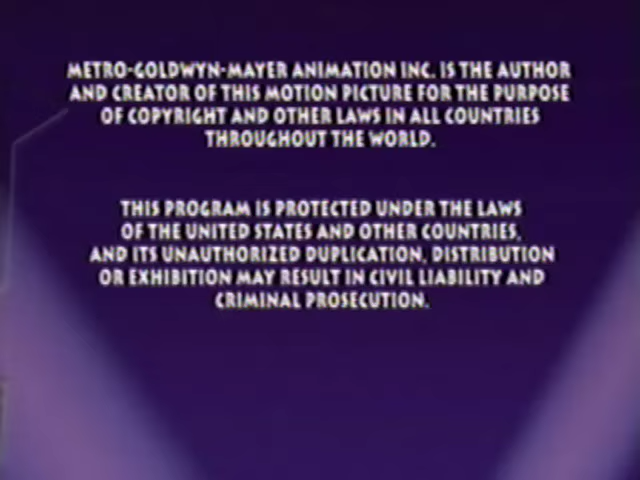 METRO-GOLDWYN-MAYER ANIMATION INC. IS THE AUTHOR
AND CREATOR OF THIS MOTION PICTURE FOR THE PURPOSE
OF COPYRIGHT AND OTHER LAWS IN ALL COUNTRIES
THROUGHOUT THE WORLD.
THIS PROGRAM IS PROTECTED UNDER THE LAWS
OF THE UNITED STATES AND OTHER COUNTRIES,
AND ITS UNAUTHORIZED DUPLICATION, DISTRIBUTION
OR EXHIBITION MAY RESULT IN CIVIL LIABILITY AND
CRIMINAL PROSECUTION.